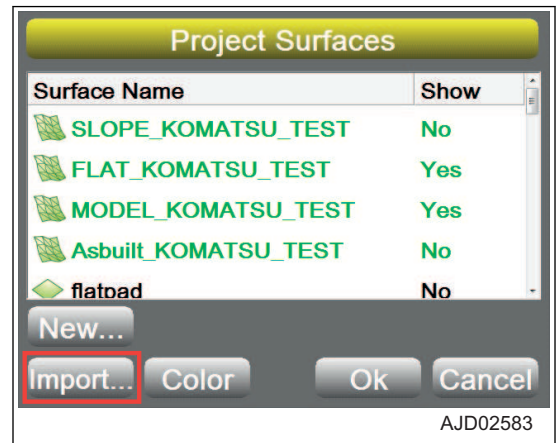 Project Surfaces
Surface Name Show
SLOPE_KOMATSU_TEST No
FLAT_KOMATSU_TEST Yes
MODEL_KOMATSU_TEST Yes
Asbuilt_KOMATSU_TEST No
flatpad No
New...
Import... Color Ok Cancel
AJD02583